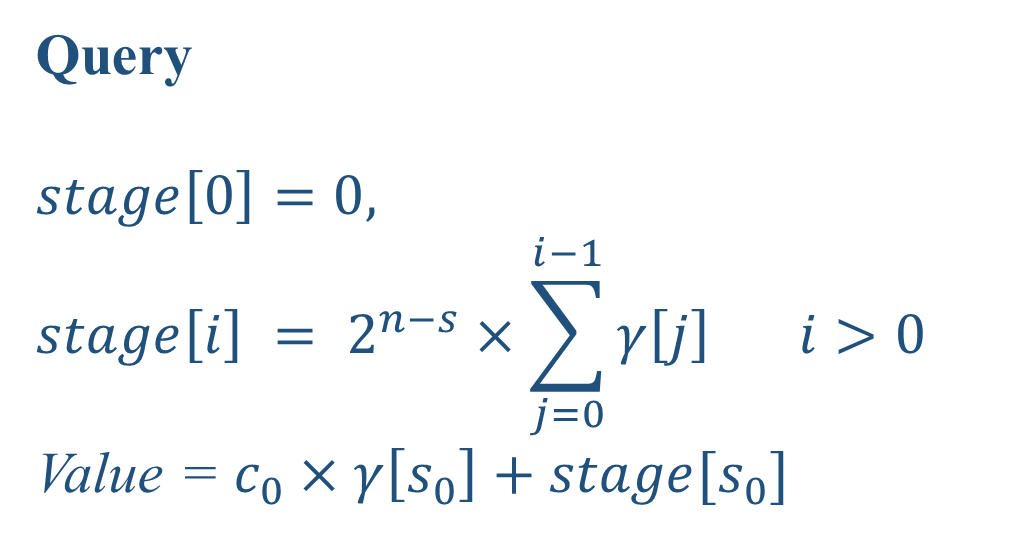 Query
stage[0] = 0,
stage[i] = 2^{n−s} × ∑_{j=0}^{i−1} γ[j]   i > 0
Value = c₀ × γ[s₀] + stage[s₀]